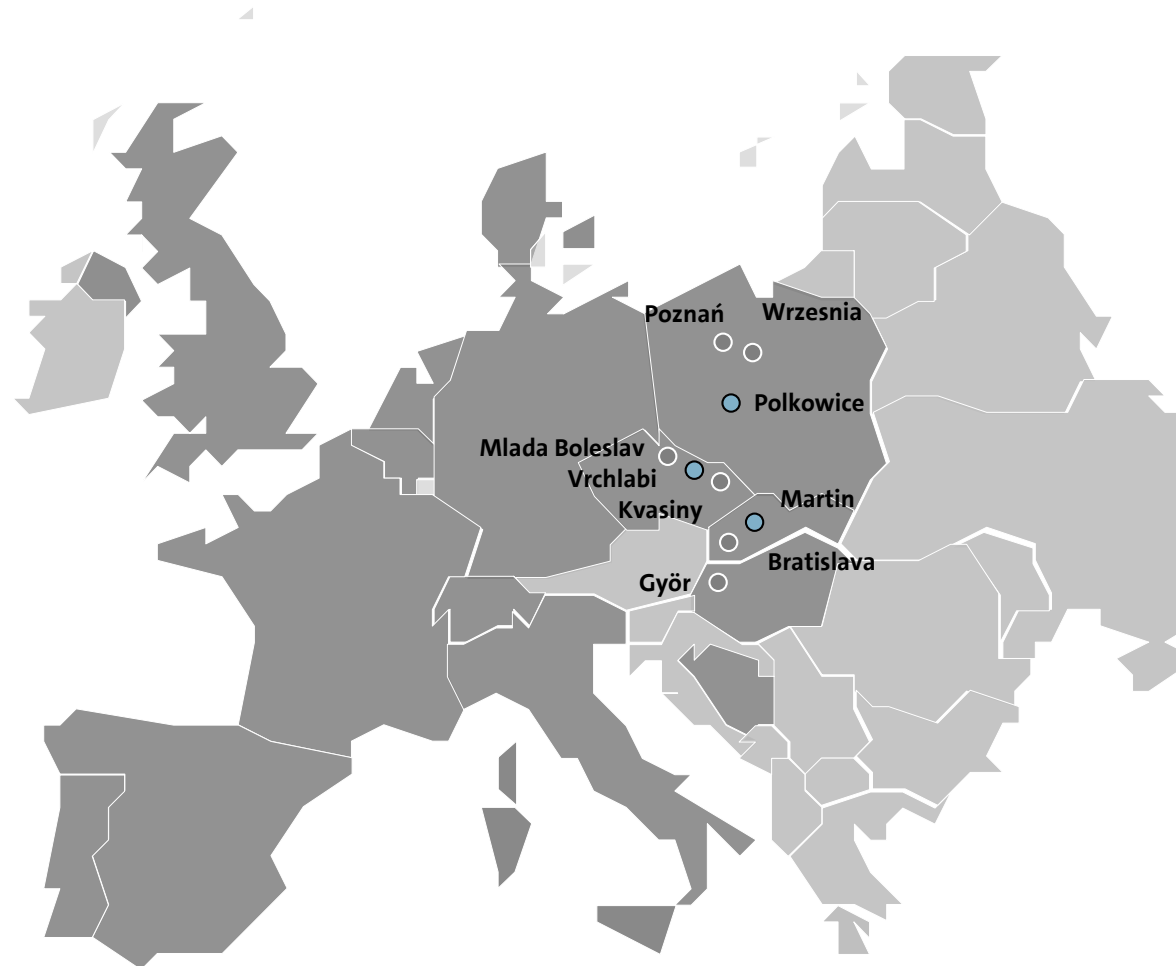 Poznań
Wrzesnia
Polkowice
Mlada Boleslav
Vrchlabi
Kvasiny
Martin
Bratislava
Györ